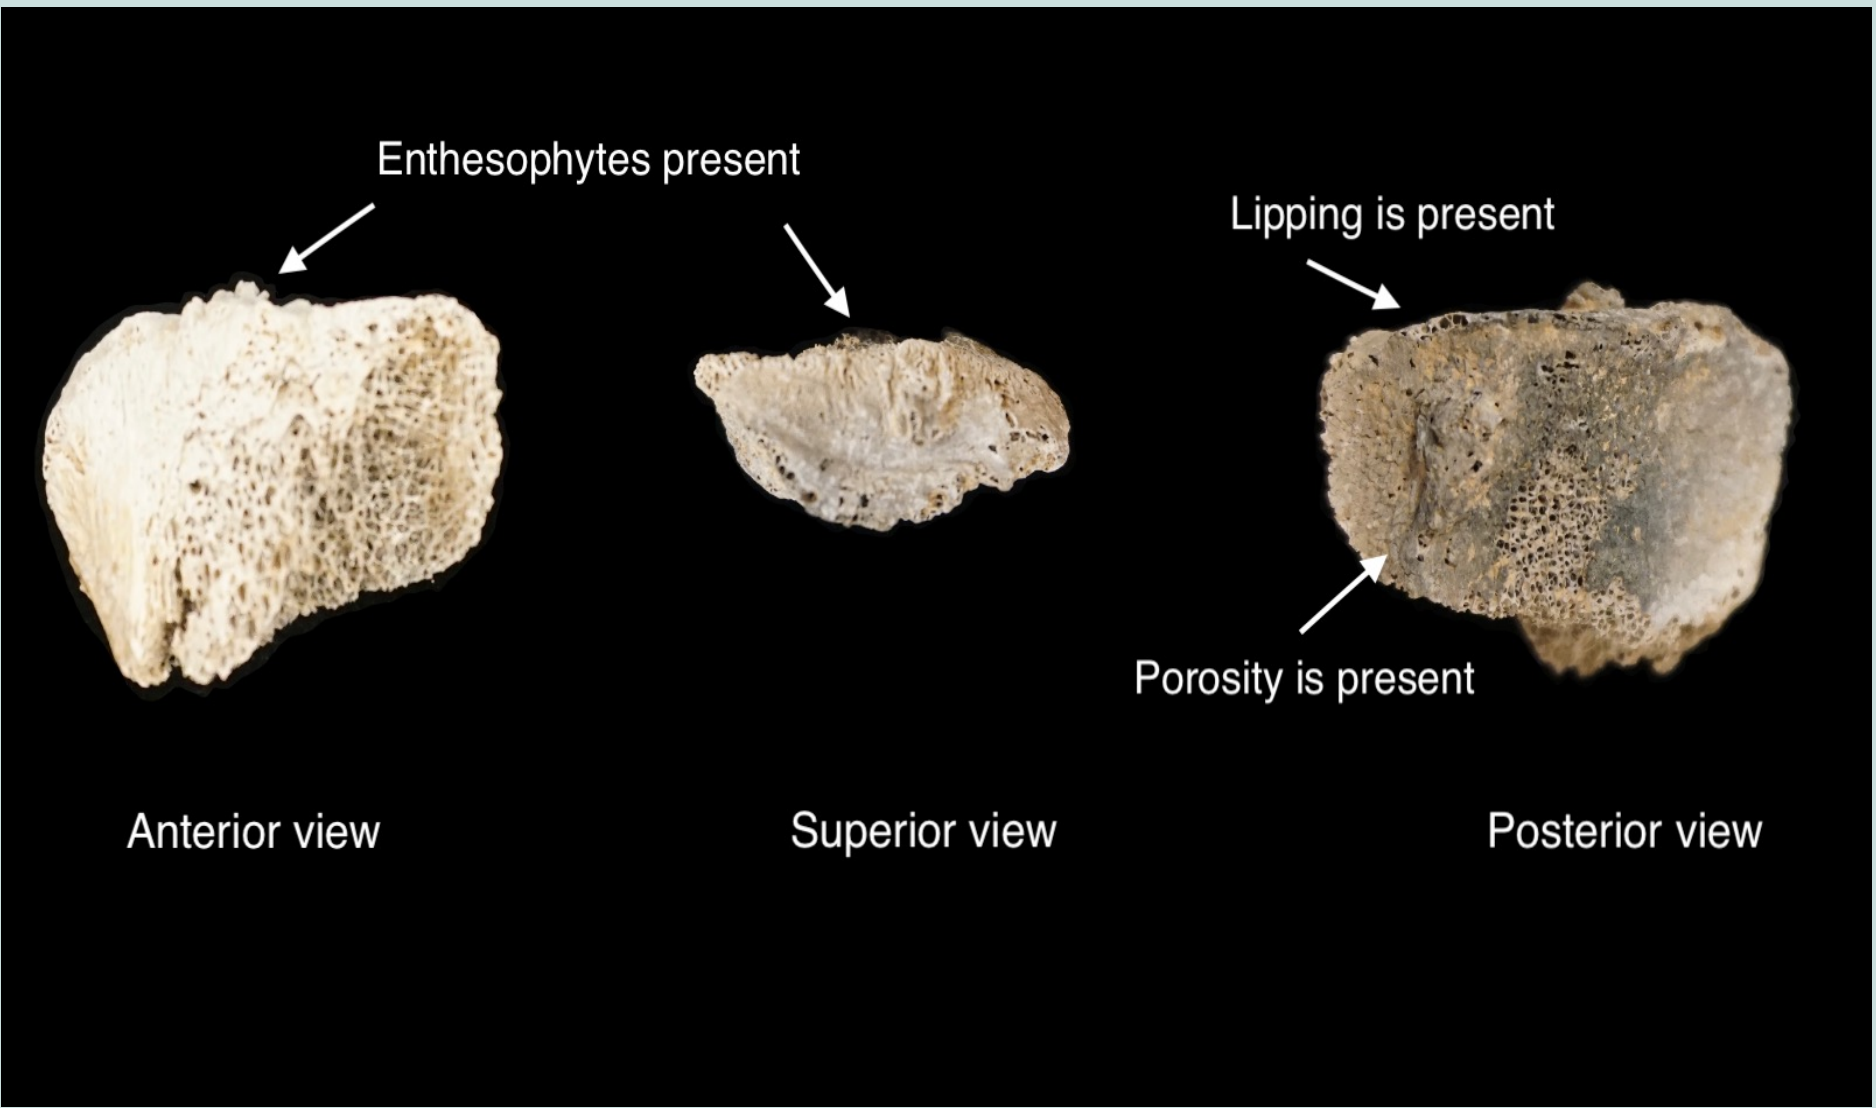 Enthesophytes present
Lipping is present
Porosity is present
Anterior view
Superior view
Posterior view